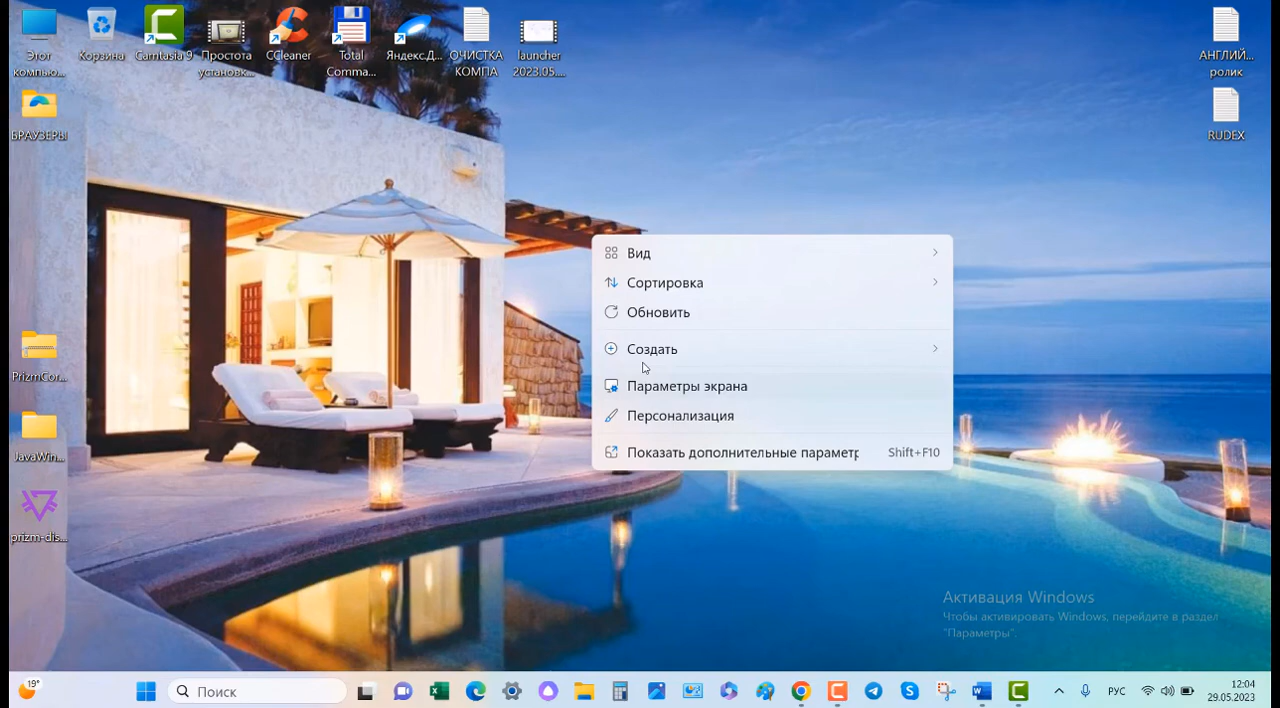 Этот
компью...
Корзина
Camtasia 9
Простота
установк...
CCleaner
Total
Comma...
Яндекс.Д...
ОЧИСТКА
КОМПА
launcher
2023.05....
АНГЛИЙ...
ролик
БРАУЗЕРЫ
RUDEX
PrizmCor...
JavaWin...
prizm-dis...
Вид
Сортировка
Обновить
Создать
Параметры экрана
Персонализация
Показать дополнительные параметр Shift+F10
Активация Windows
Чтобы активировать Windows, перейдите в раздел
"Параметры".
19°
Поиск
РУС
12:04
29.05.2023